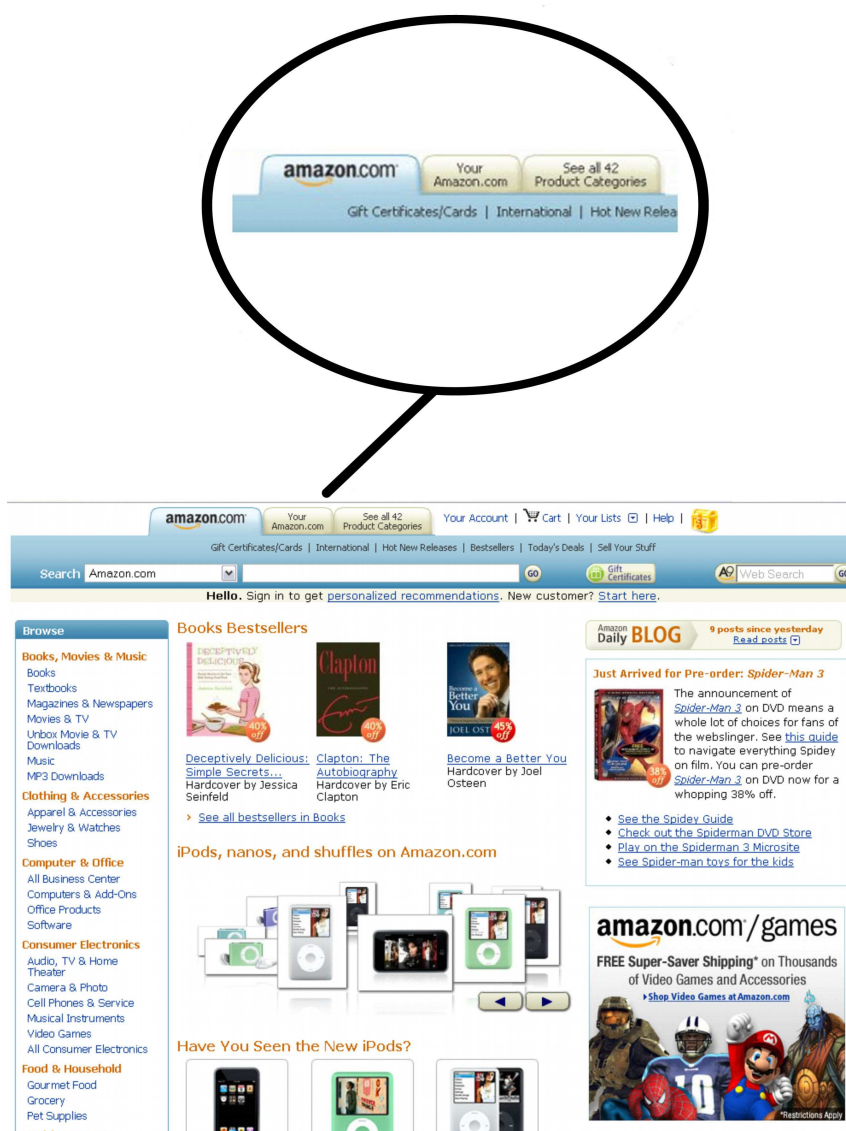 amazon.com
Your
Amazon.com
See all 42
Product Categories
Gift Certificates/Cards | International | Hot New Relea
amazon.com
Your
Amazon.com
See all 42
Product Categories
Your Account | Cart | Your Lists | Help |
Gift Certificates/Cards | International | Hot New Releases | Bestsellers | Today's Deals | Sell Your Stuff
Search Amazon.com
GO
Gift
Certificates
A9 Web Search
GO
Hello. Sign in to get personalized recommendations. New customer? Start here.
Browse
Books, Movies & Music
Books
Textbooks
Magazines & Newspapers
Movies & TV
Unbox Movie & TV
Downloads
Music
MP3 Downloads
Clothing & Accessories
Apparel & Accessories
Jewelry & Watches
Shoes
Computer & Office
All Business Center
Computers & Add-Ons
Office Products
Software
Consumer Electronics
Audio, TV & Home
Theater
Camera & Photo
Cell Phones & Service
Musical Instruments
Video Games
All Consumer Electronics
Food & Household
Gourmet Food
Grocery
Pet Supplies
Books Bestsellers
DECEPTIVELY
DELICIOUS
40%
off
Clapton
40%
off
Become a
Better
You
JOEL OST
45%
off
Deceptively Delicious:
Simple Secrets...
Hardcover by Jessica
Seinfeld
Clapton: The
Autobiography
Hardcover by Eric
Clapton
Become a Better You
Hardcover by Joel
Osteen
› See all bestsellers in Books
iPods, nanos, and shuffles on Amazon.com
Have You Seen the New iPods?
Amazon
Daily BLOG
9 posts since yesterday
Read posts
Just Arrived for Pre-order: Spider-Man 3
38%
off
The announcement of
Spider-Man 3 on DVD means a
whole lot of choices for fans of
the webslinger. See this guide
to navigate everything Spidey
on film. You can pre-order
Spider-Man 3 on DVD now for a
whopping 38% off.
See the Spidey Guide
Check out the Spiderman DVD Store
Play on the Spiderman 3 Microsite
See Spider-man toys for the kids
amazon.com/games
FREE Super-Saver Shipping* on Thousands
of Video Games and Accessories
Shop Video Games at Amazon.com
*Restrictions Apply